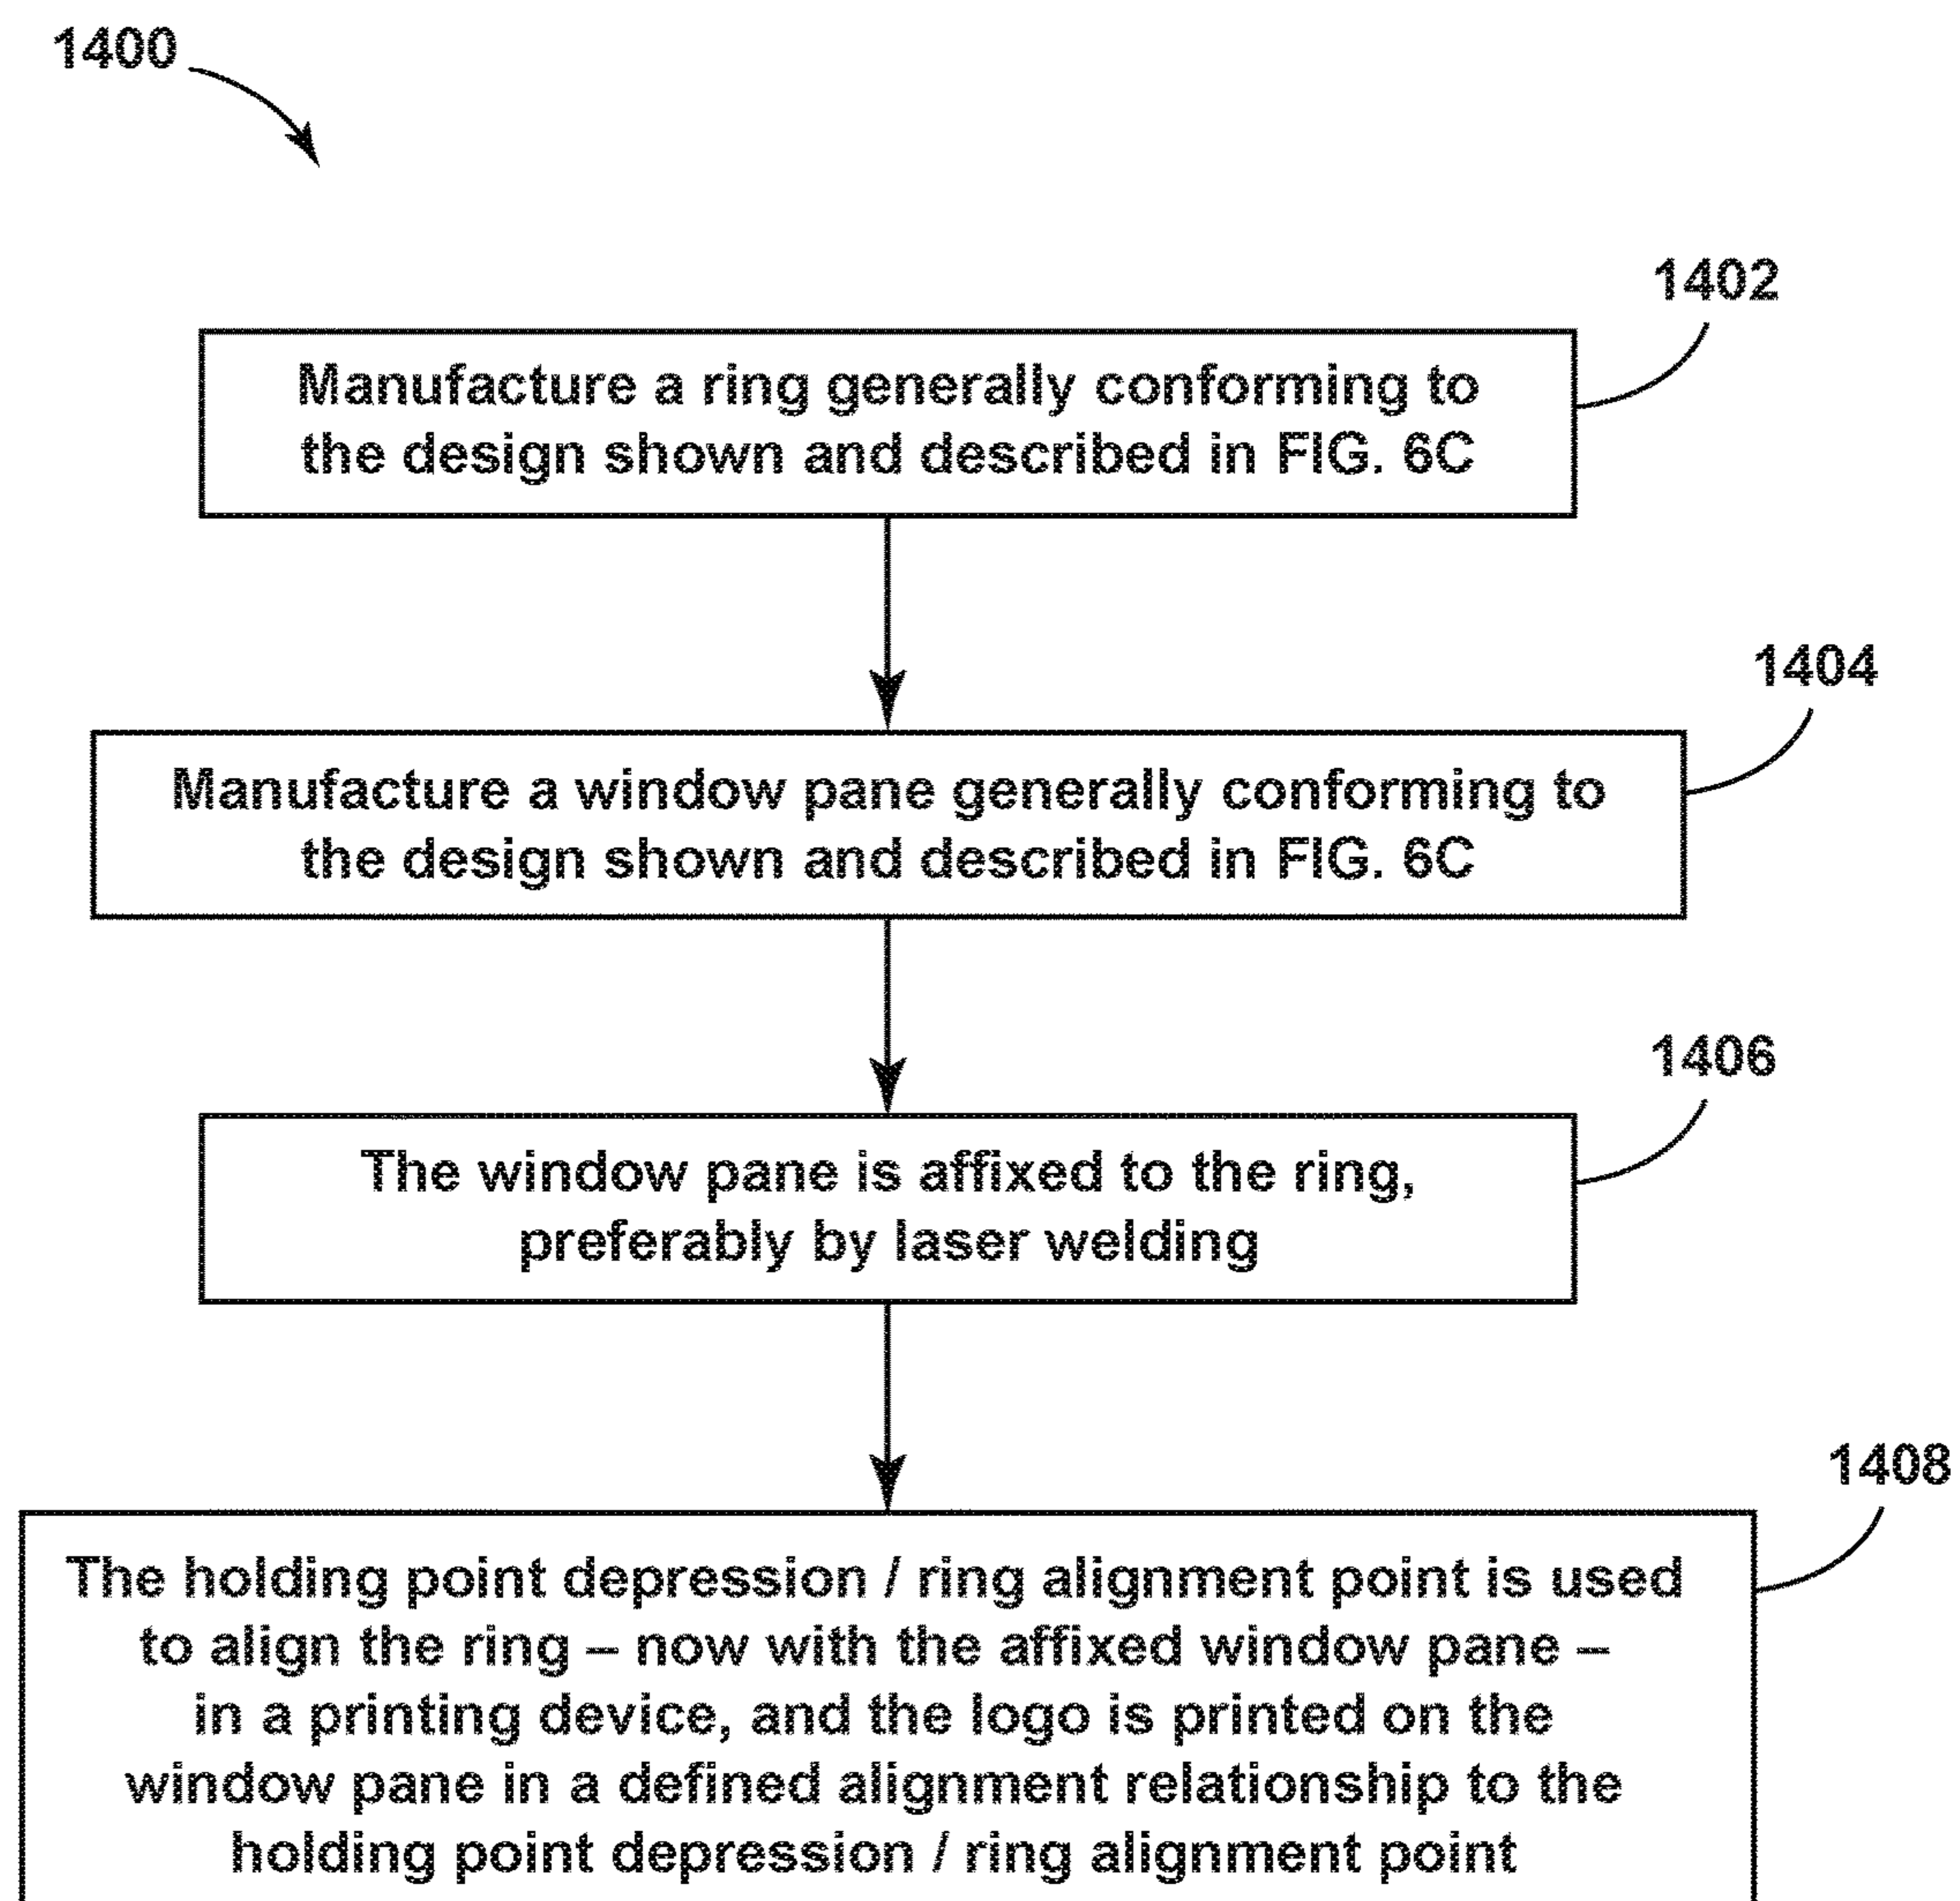 1400
1402
Manufacture a ring generally conforming to
the design shown and described in FIG. 6C
1404
Manufacture a window pane generally conforming to
the design shown and described in FIG. 6C
1406
The window pane is affixed to the ring,
preferably by laser welding
1408
The holding point depression / ring alignment point is used
to align the ring – now with the affixed window pane –
in a printing device, and the logo is printed on the
window pane in a defined alignment relationship to the
holding point depression / ring alignment point